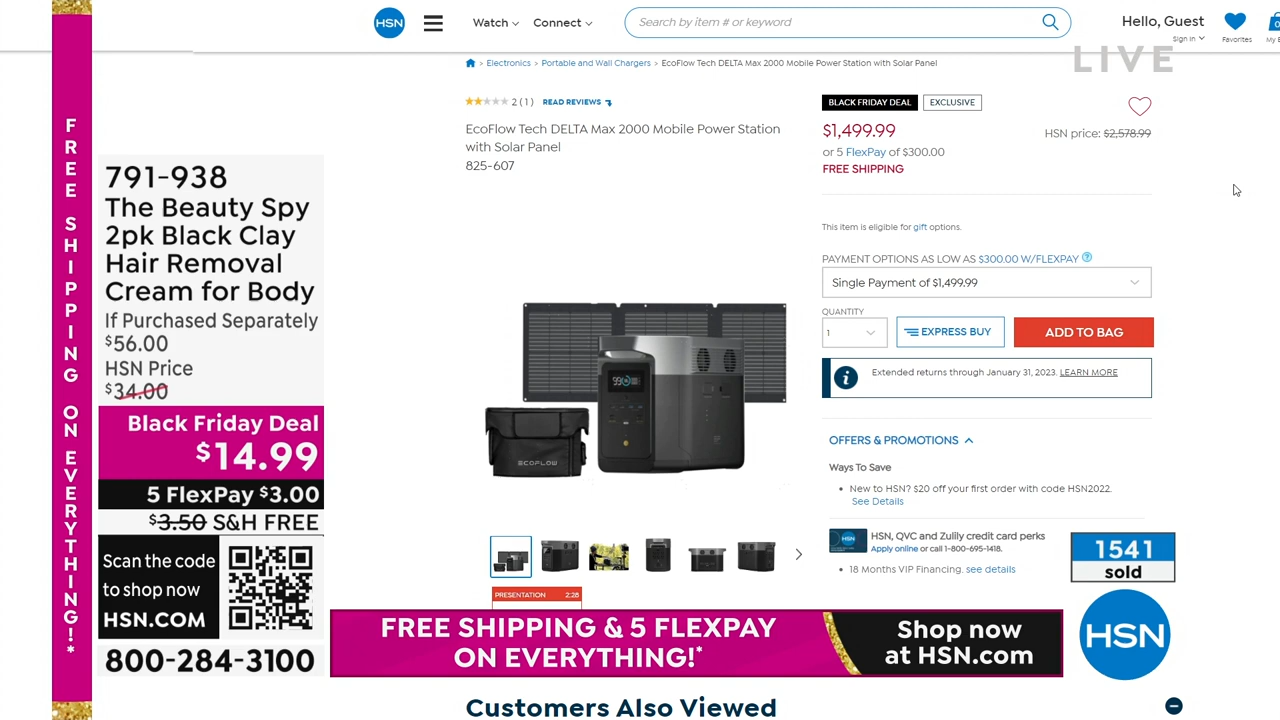 HSN
Watch
Connect
Search by item # or keyword
Hello, Guest
Sign In
Favorites
0
My
LIVE
Electronics > Portable and Wall Chargers > EcoFlow Tech DELTA Max 2000 Mobile Power Station with Solar Panel
2 ( 1 )
READ REVIEWS
EcoFlow Tech DELTA Max 2000 Mobile Power Station
with Solar Panel
825-607
BLACK FRIDAY DEAL
EXCLUSIVE
$1,499.99
HSN price: $2,578.99
or 5 FlexPay of $300.00
FREE SHIPPING
This item is eligible for gift options.
PAYMENT OPTIONS AS LOW AS $300.00 W/FLEXPAY ?
Single Payment of $1,499.99
QUANTITY
1
EXPRESS BUY
ADD TO BAG
i
Extended returns through January 31, 2023. LEARN MORE
OFFERS & PROMOTIONS
Ways To Save
• New to HSN? $20 off your first order with code HSN2022.
See Details
HSN
HSN, QVC and Zulily credit card perks
Apply online or call 1-800-695-1418.
• 18 Months VIP Financing. see details
990
ECOFLOW
PRESENTATION 2:28
FREE SHIPPING ON EVERYTHING!*
791-938
The Beauty Spy
2pk Black Clay
Hair Removal
Cream for Body
If Purchased Separately
$56.00
HSN Price
$34.00
Black Friday Deal
$14.99
5 FlexPay $3.00
$3.50 S&H FREE
Scan the code
to shop now
HSN.COM
800-284-3100
1541
sold
FREE SHIPPING & 5 FLEXPAY
ON EVERYTHING!*
Shop now
at HSN.com
HSN
Customers Also Viewed